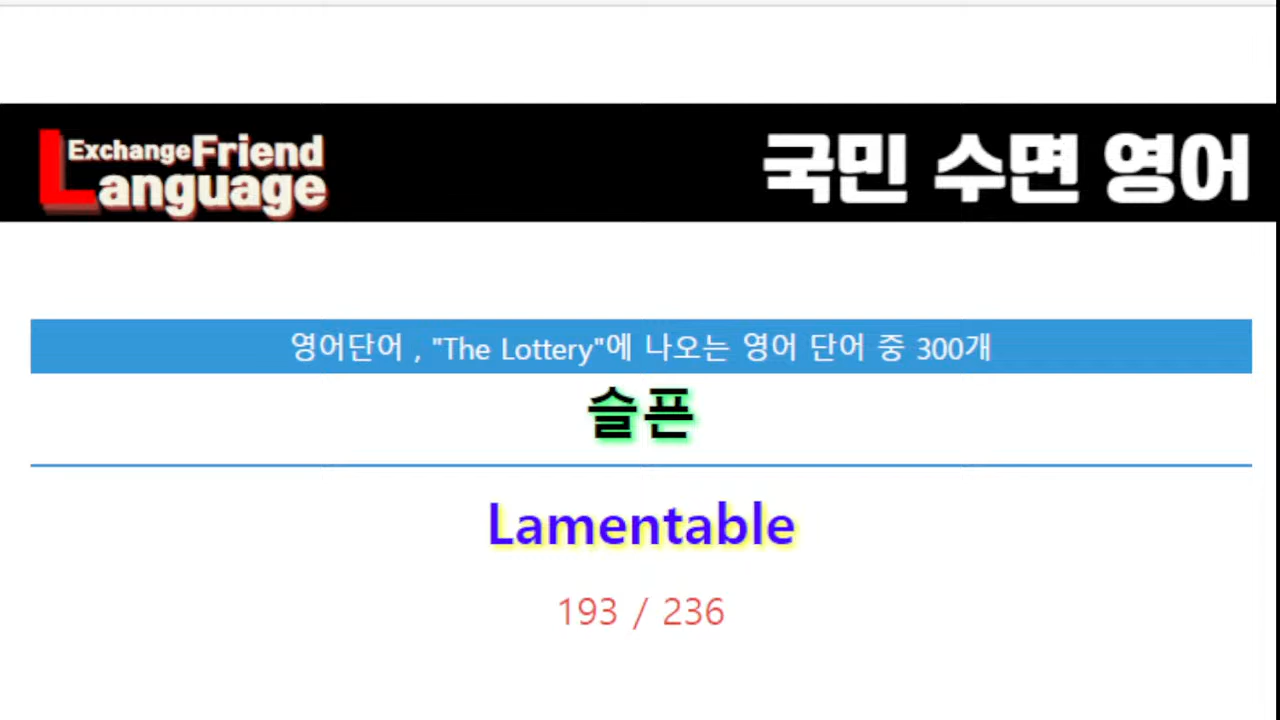 Exchange Friend
Language
국민 수면 영어
영어단어 , "The Lottery"에 나오는 영어 단어 중 300개
슬픈
Lamentable
193 / 236